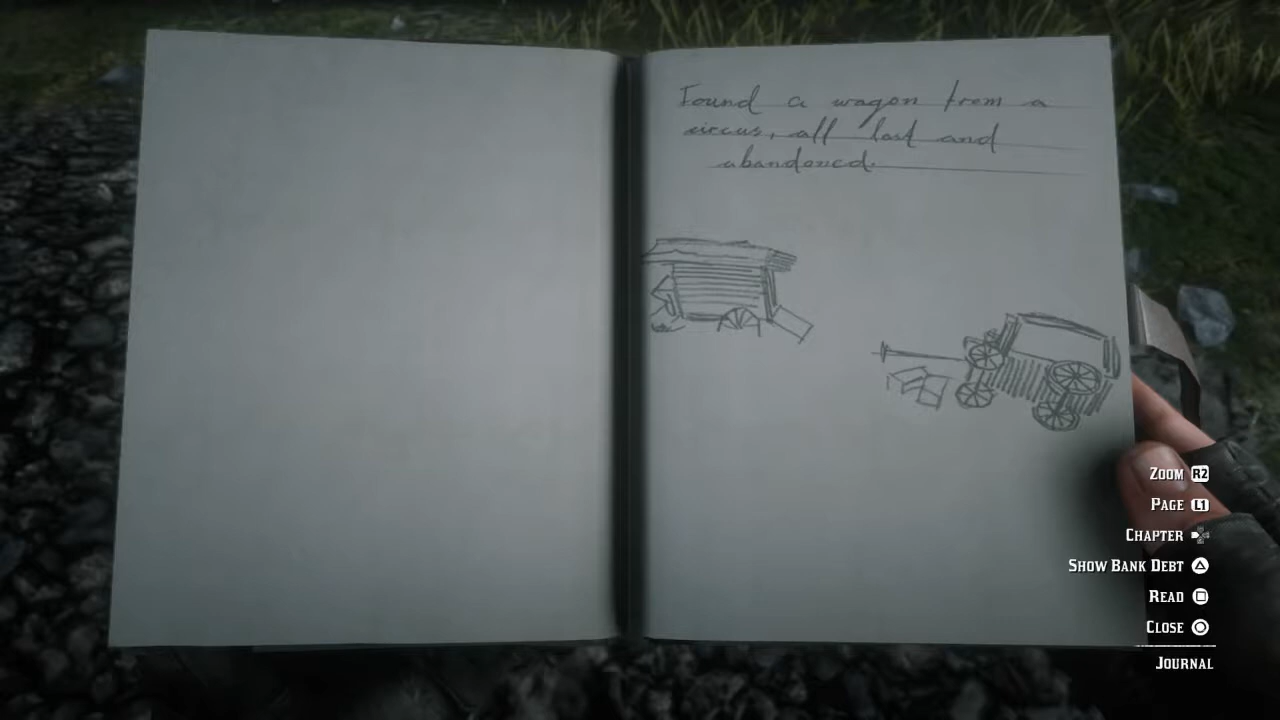 Found a wagon from a
circus, all lost and
abandoned.
ZOOM R2
PAGE L1
CHAPTER
SHOW BANK DEBT
READ
CLOSE
JOURNAL